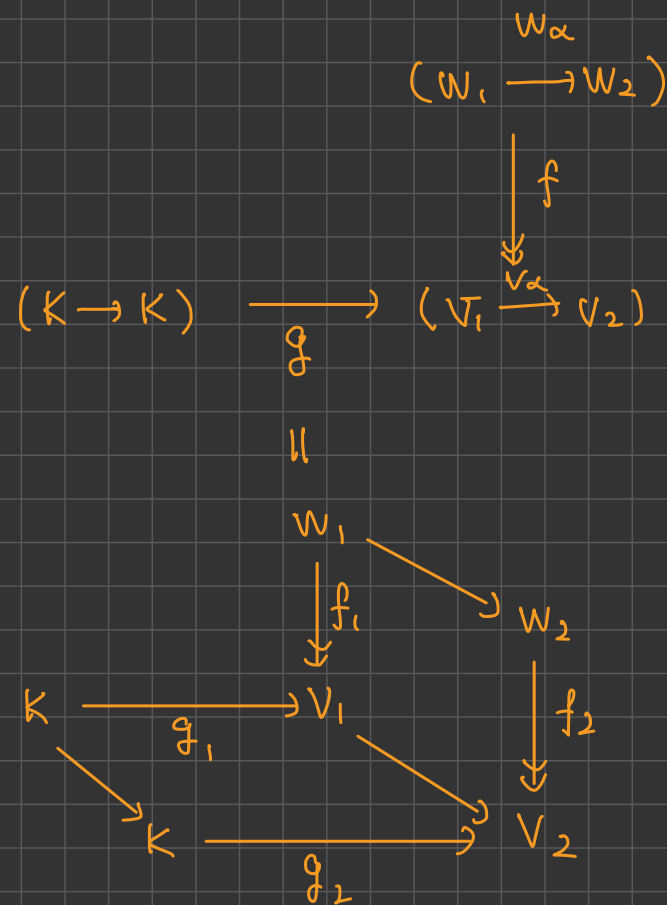 Wα
(W₁ → W₂)
f
Vα
(K → K) → (V₁ → V₂)
g
||
W₁
f₁
W₂
K → V₁
g₁
f₂
K → V₂
g₂